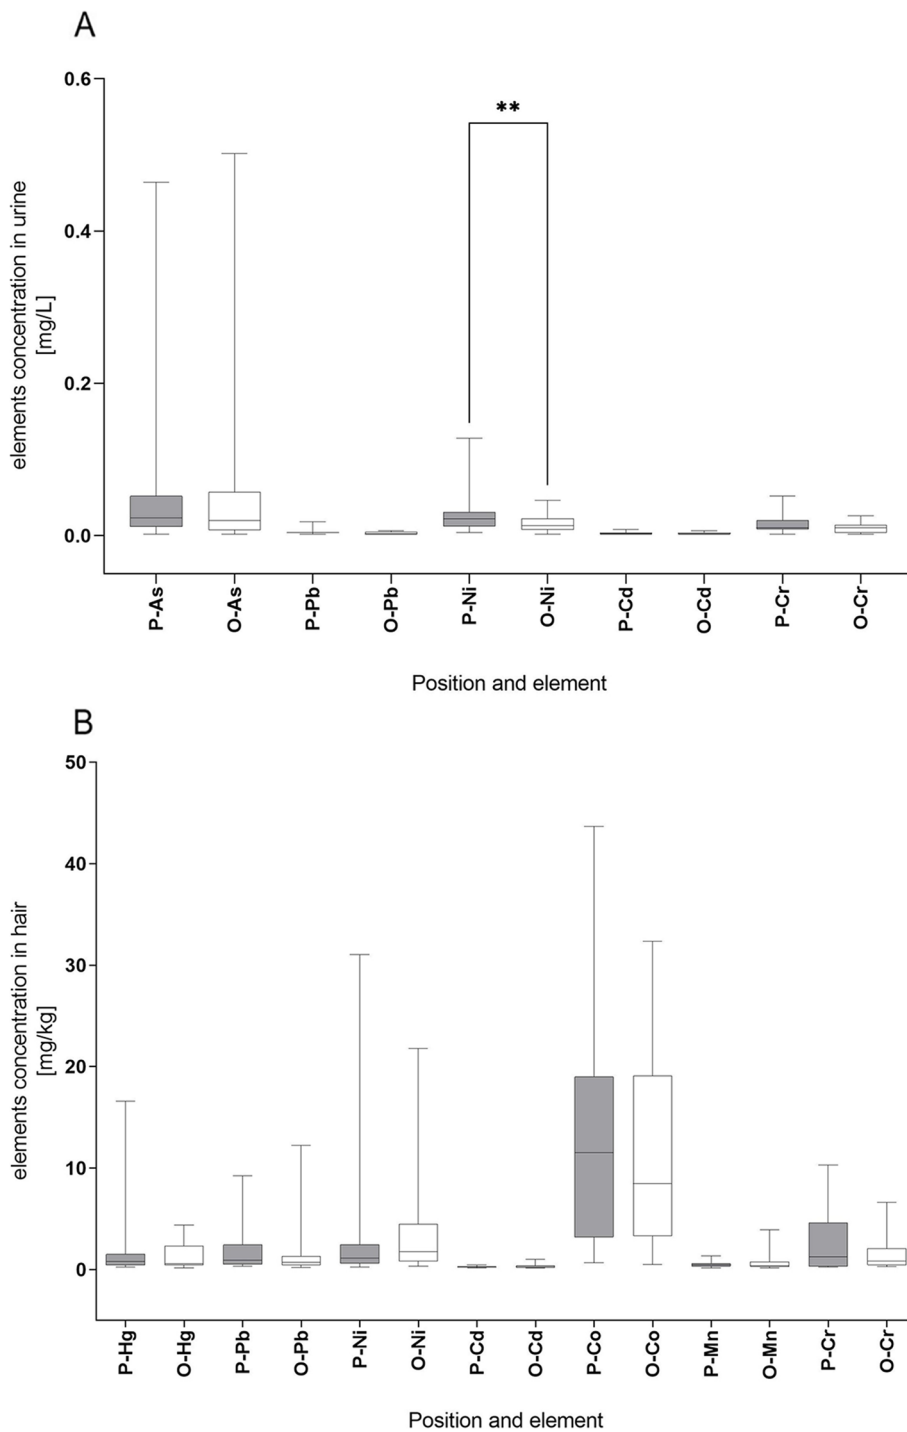 A
0.6
0.4
0.2
0.0
elements concentration in urine
[mg/L]
**
P-As
O-As
P-Pb
O-Pb
P-Ni
O-Ni
P-Cd
O-Cd
P-Cr
O-Cr
Position and element
B
50
40
30
20
10
0
elements concentration in hair
[mg/kg]
P-Hg
O-Hg
P-Pb
O-Pb
P-Ni
O-Ni
P-Cd
O-Cd
P-Co
O-Co
P-Mn
O-Mn
P-Cr
O-Cr
Position and element